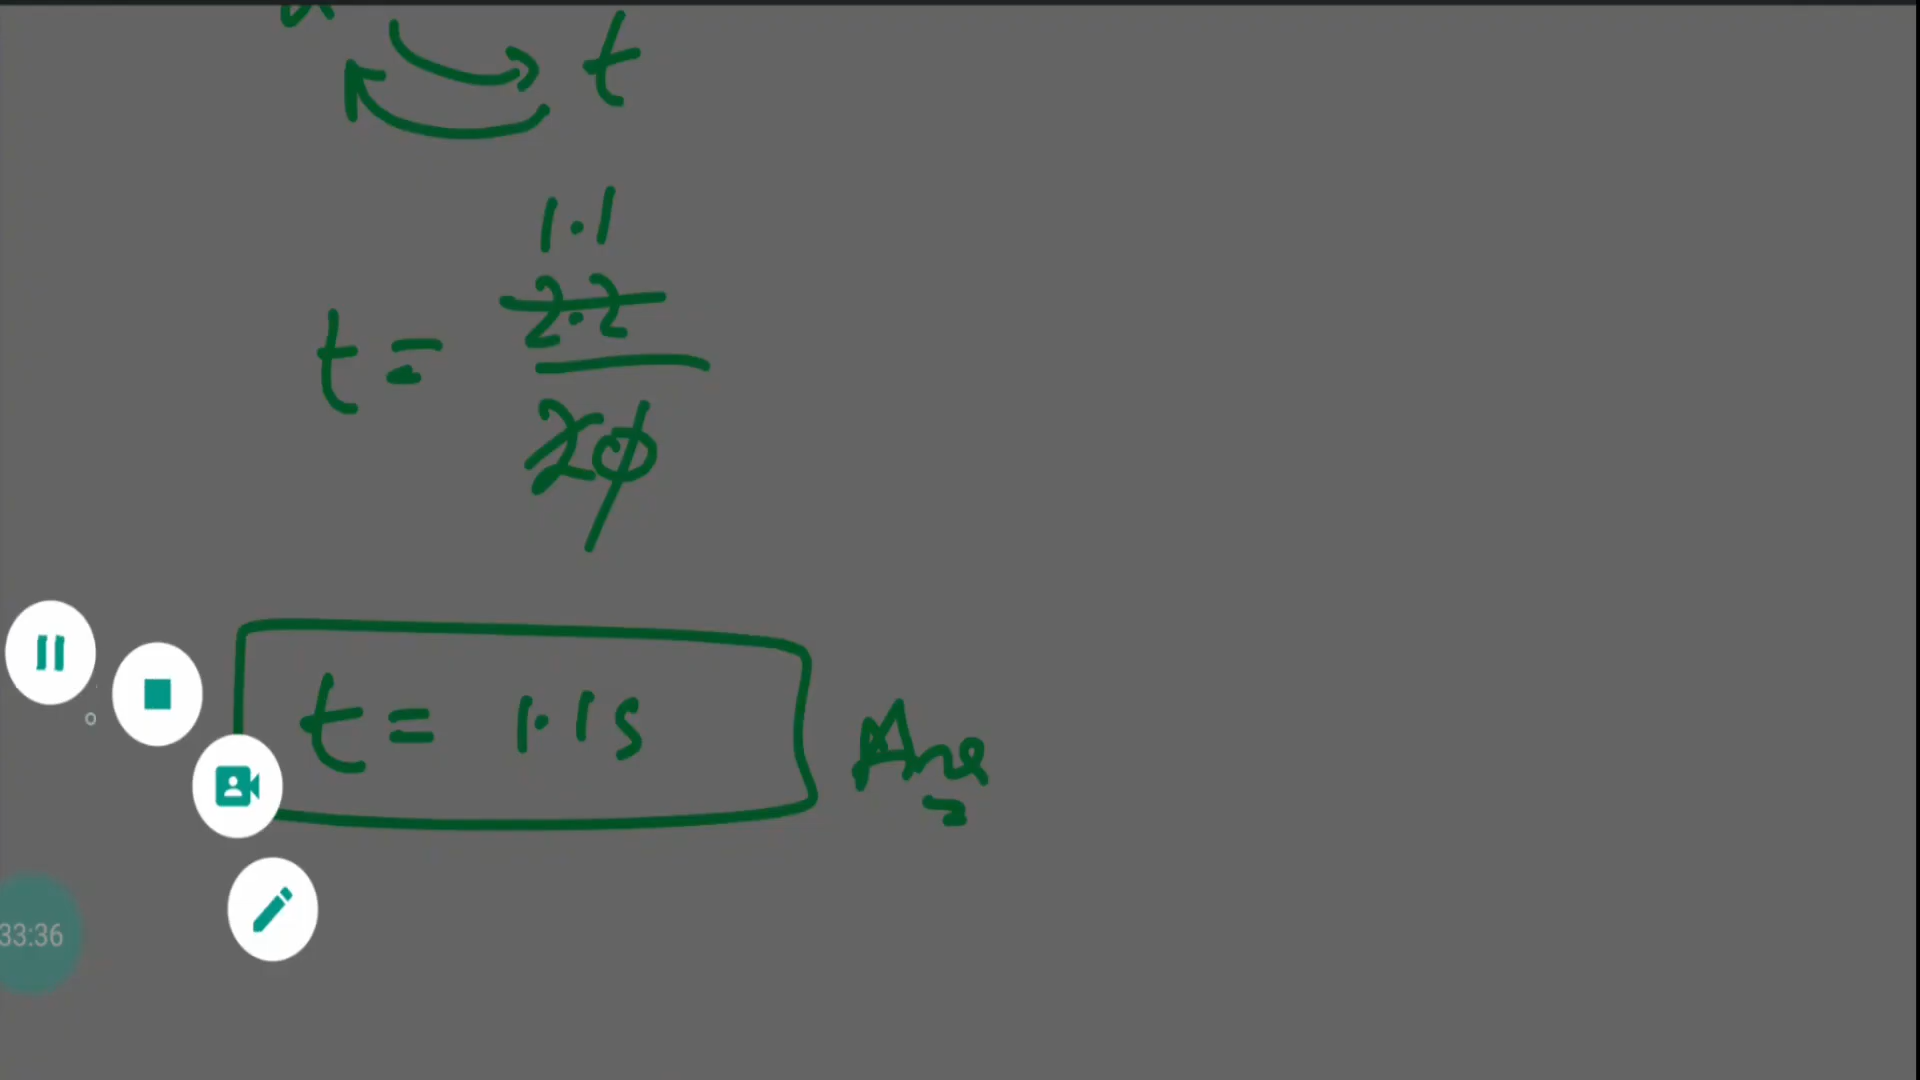 t
1.1
t = 2.2
20
t = 1.1s Ans
33:36